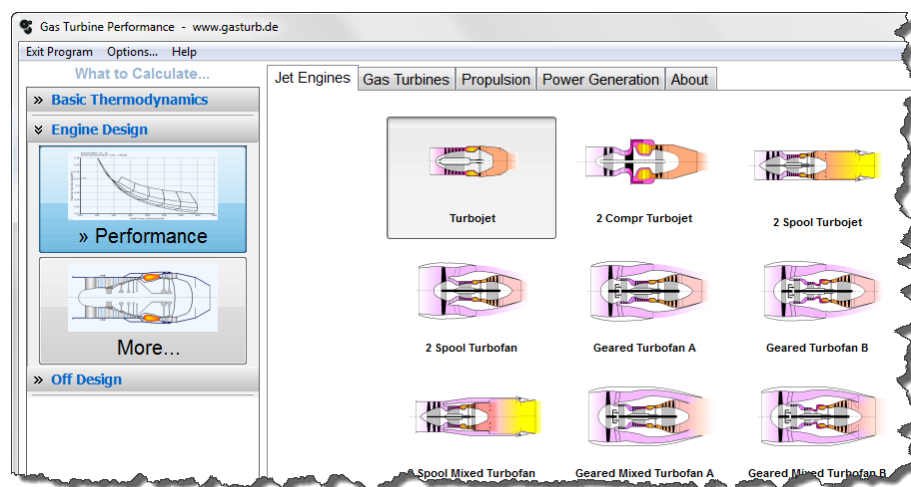 Gas Turbine Performance - www.gasturb.de
Exit Program Options... Help
What to Calculate...
» Basic Thermodynamics
» Engine Design
» Performance
More...
» Off Design
Jet Engines Gas Turbines Propulsion Power Generation About
Turbojet 2 Compr Turbojet 2 Spool Turbojet
2 Spool Turbofan Geared Turbofan A Geared Turbofan B
Spool Mixed Turbofan Geared Mixed Turbofan A Geared Mixed Turbofan B